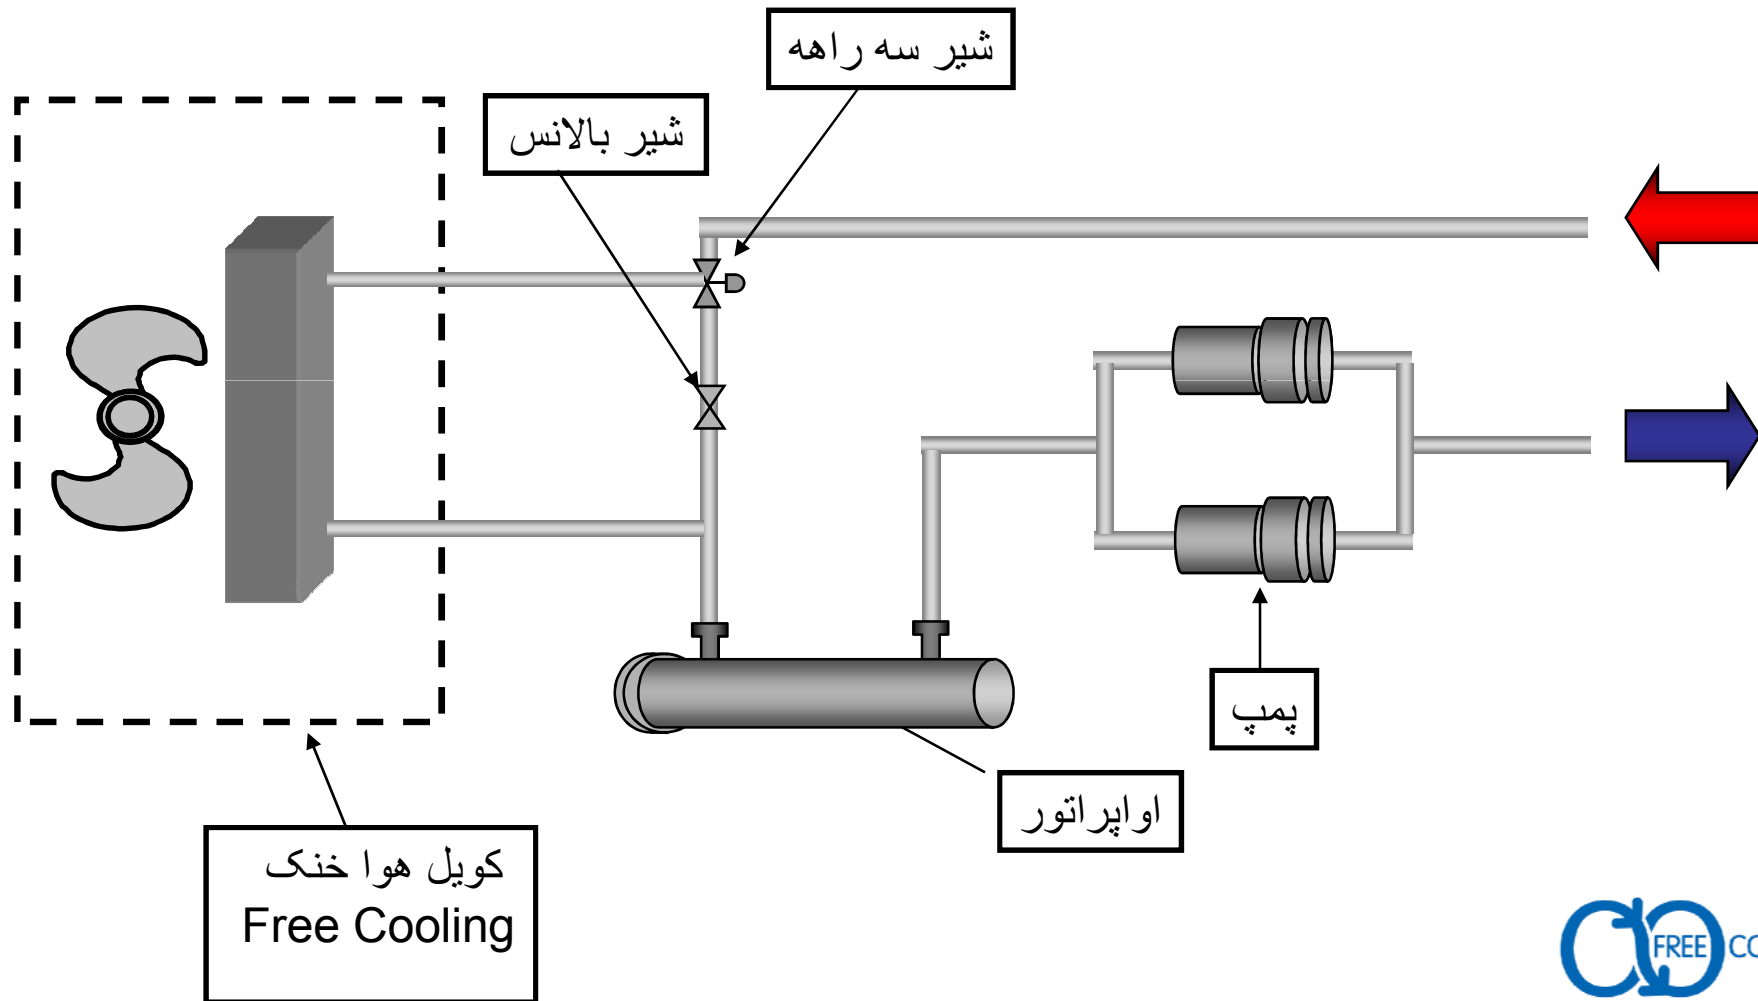 شیر سه راهه
شیر بالانس
پمپ
اواپراتور
کویل هوا خنک
Free Cooling
FREE